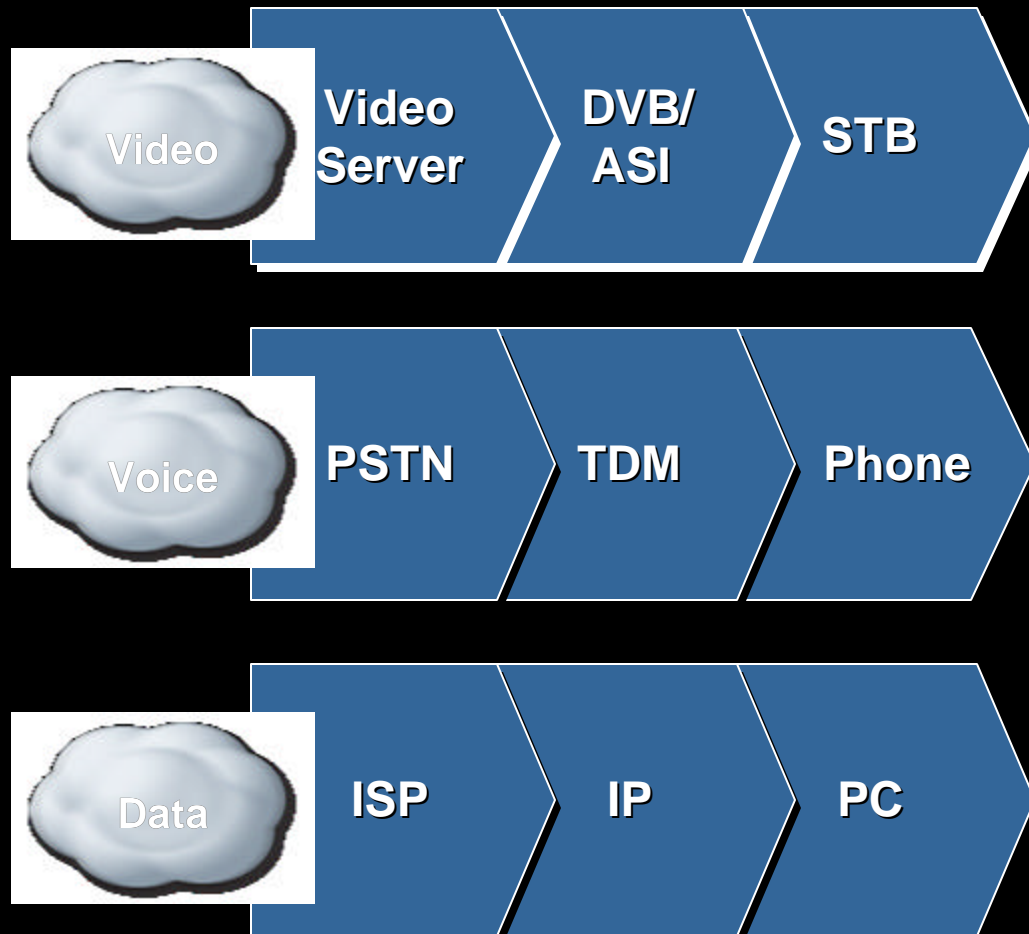 Video
Video
Server
DVB/
ASI
STB
Voice
PSTN
TDM
Phone
Data
ISP
IP
PC